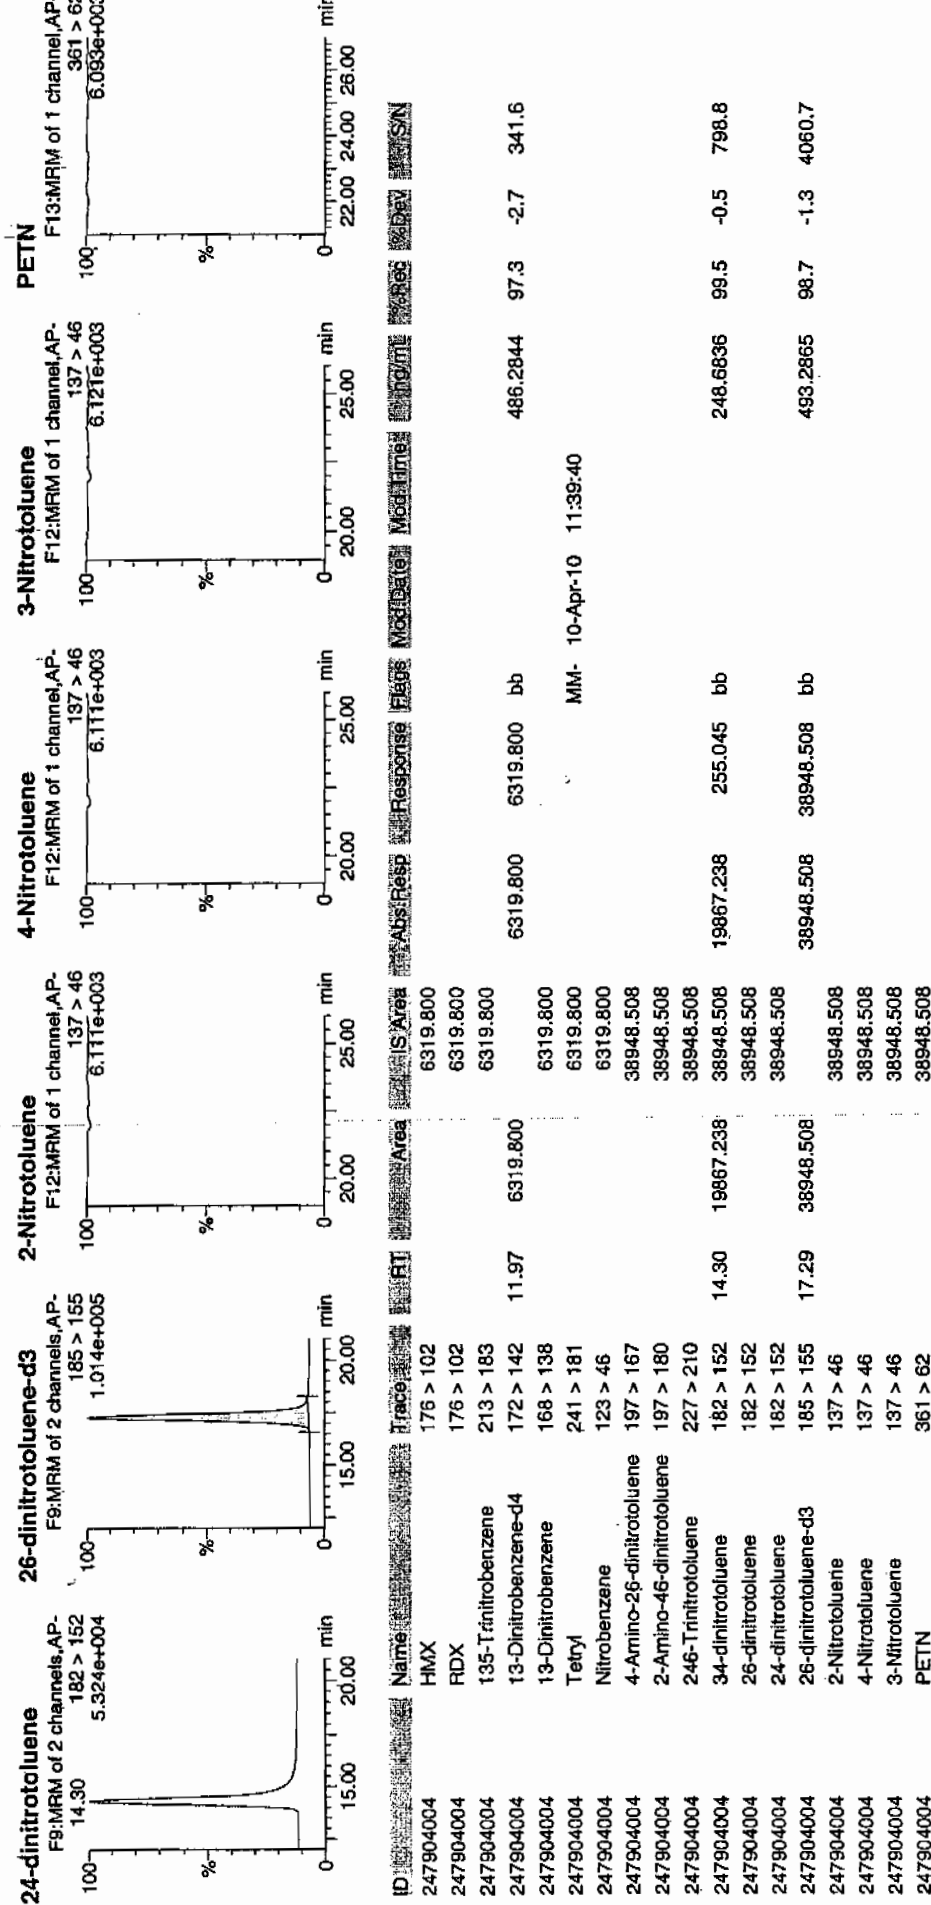 24-dinitrotoluene
F9:MRM of 2 channels,AP-
182 > 152
14.30
5.324e+004
100
%
0
15.00
20.00
min
26-dinitrotoluene-d3
F9:MRM of 2 channels,AP-
185 > 155
1.014e+005
100
%
0
15.00
20.00
min
2-Nitrotoluene
F12:MRM of 1 channel,AP-
137 > 46
6.111e+003
100
%
0
20.00
25.00
min
4-Nitrotoluene
F12:MRM of 1 channel,AP-
137 > 46
6.111e+003
100
%
0
20.00
25.00
min
3-Nitrotoluene
F12:MRM of 1 channel,AP-
137 > 46
6.121e+003
100
%
0
20.00
25.00
min
PETN
F13:MRM of 1 channel,AP-
361 > 62
6.093e+003
100
%
0
22.00
24.00
26.00
min
ID Name Trace RT Area IS Area Abs.Resp Response Flags Mod.Date Mod.Time ng/mL %Rec %Dev S/N
247904004 HMX 176 > 102 6319.800
247904004 RDX 176 > 102 6319.800
247904004 135-Trinitrobenzene 213 > 183 6319.800
247904004 13-Dinitrobenzene-d4 172 > 142 11.97 6319.800 6319.800 6319.800 bb 486.2844 97.3 -2.7 341.6
247904004 13-Dinitrobenzene 168 > 138 6319.800
247904004 Tetryl 241 > 181 6319.800 MM- 10-Apr-10 11:39:40
247904004 Nitrobenzene 123 > 46 6319.800
247904004 4-Amino-26-dinitrotoluene 197 > 167 38948.508
247904004 2-Amino-46-dinitrotoluene 197 > 180 38948.508
247904004 246-Trinitrotoluene 227 > 210 38948.508
247904004 34-dinitrotoluene 182 > 152 14.30 19867.238 38948.508 19867.238 255.045 bb 248.6836 99.5 -0.5 798.8
247904004 26-dinitrotoluene 182 > 152 38948.508
247904004 24-dinitrotoluene 182 > 152 38948.508
247904004 26-dinitrotoluene-d3 185 > 155 17.29 38948.508 38948.508 38948.508 bb 493.2865 98.7 -1.3 4060.7
247904004 2-Nitrotoluene 137 > 46 38948.508
247904004 4-Nitrotoluene 137 > 46 38948.508
247904004 3-Nitrotoluene 137 > 46 38948.508
247904004 PETN 361 > 62 38948.508